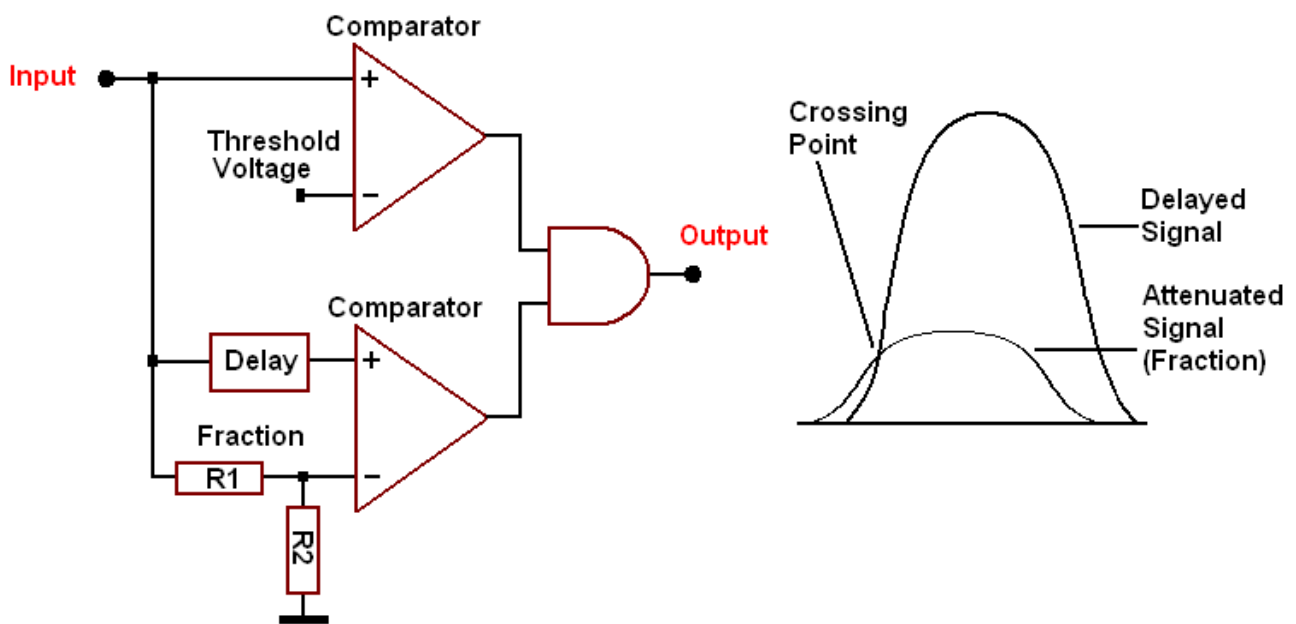 Comparator
Input
+
Threshold
Voltage
−
Output
Comparator
Delay
+
Fraction
R1
−
R2
Crossing
Point
Delayed
Signal
Attenuated
Signal
(Fraction)